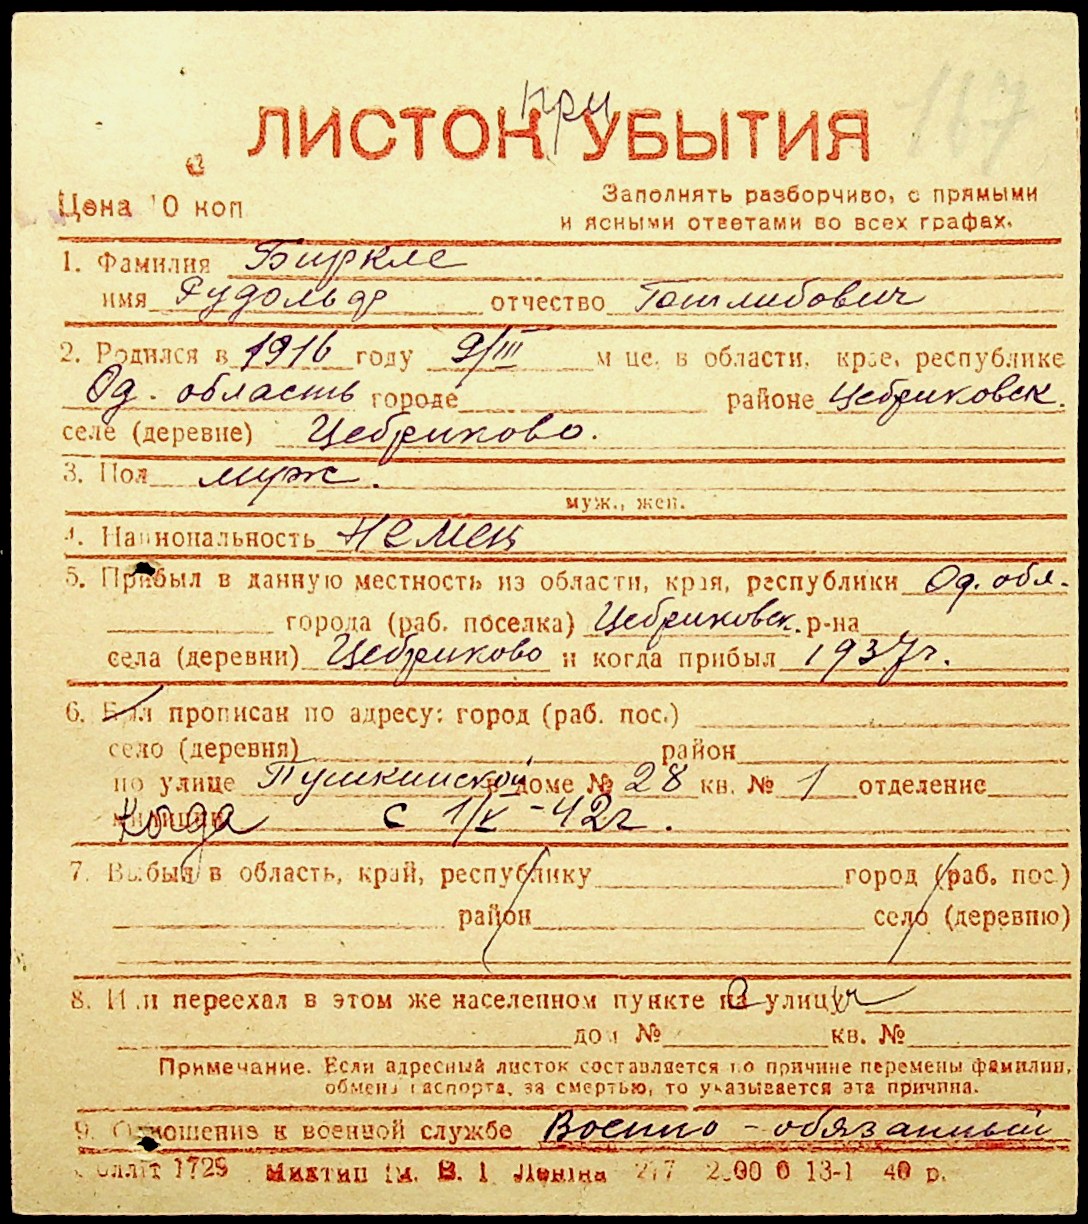 167
при
ЛИСТОК УБЫТИЯ
Цена 10 коп
Заполнять разборчиво, с прямыми
и ясными ответами во всех графах.
1. Фамилия Биркле
имя Рудольф отчество Готлибович
2. Родился в 1916 году 9/III м-це, в области, крае, республике
Од. область городе районе Цебриковск.
селе (деревне) Цебриково.
3. Пол муж.
муж., жен.
4. Национальность Немец
5. Прибыл в данную местность из области, края, республики Од. обл.
города (раб. поселка) Цебриковск. р-на
села (деревни) Цебриково и когда прибыл 1937г.
6. Был прописан по адресу: город (раб. пос.)
село (деревня) район
по улице Пушкинской в доме № 28 кв. № 1 отделение
милиции Когда с 1/V-42г.
7. Выбыл в область, край, республику город (раб. пос.)
район село (деревню)
8. Или переехал в этом же населенном пункте на улицу
дом № кв. №
Примечание. Если адресный листок составляется по причине перемены фамилии,
обмена паспорта, за смертью, то указывается эта причина.
9. Отношение к военной службе Военно-обязанный
1729 Миктип ім. В. І Леніна 13-1 40 р.